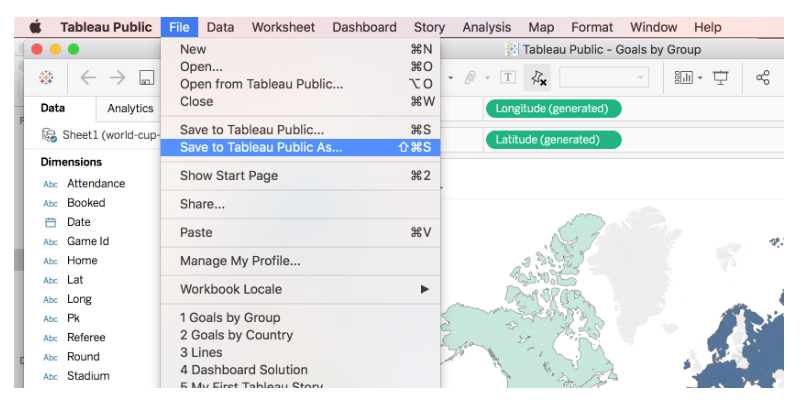 Tableau Public File Data Worksheet Dashboard Story Analysis Map Format Window Help
Tableau Public - Goals by Group
New ⌘N
Open... ⌘O
Open from Tableau Public... ⌥O
Close ⌘W
Save to Tableau Public... ⌘S
Save to Tableau Public As... ⇧⌘S
Show Start Page ⌘2
Share...
Paste ⌘V
Manage My Profile...
Workbook Locale ▶
1 Goals by Group
2 Goals by Country
3 Lines
4 Dashboard Solution
5 My First Tableau Story
T
Data Analytics
Sheet1 (world-cup-
Dimensions
Abc Attendance
Abc Booked
Date
Abc Game Id
Abc Home
Abc Lat
Abc Long
Abc Pk
Abc Referee
Abc Round
Abc Stadium
Longitude (generated)
Latitude (generated)